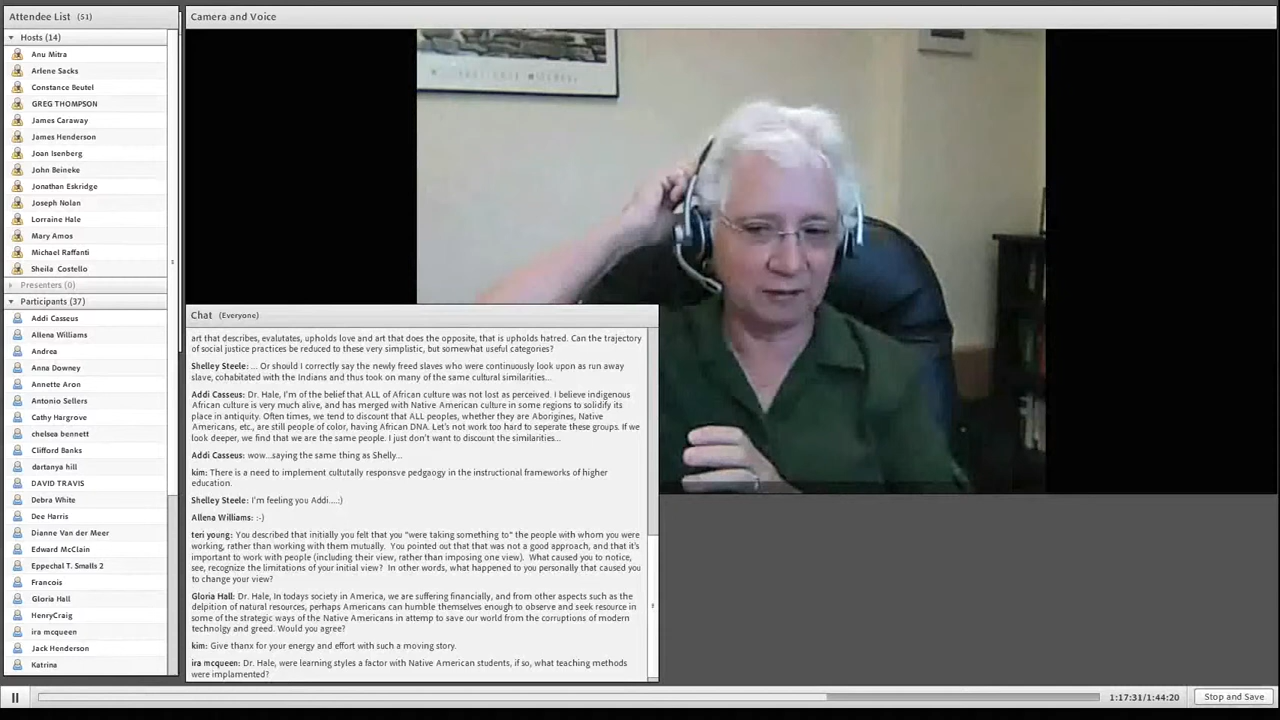 Attendee List (51)
Hosts (14)
Anu Mitra
Arlene Sacks
Constance Beutel
GREG THOMPSON
James Caraway
James Henderson
Joan Isenberg
John Beineke
Jonathan Eskridge
Joseph Nolan
Lorraine Hale
Mary Amos
Michael Raffanti
Sheila Costello
Presenters (0)
Participants (37)
Addi Casseus
Allena Williams
Andrea
Anna Downey
Annette Aron
Antonio Sellers
Cathy Hargrove
chelsea bennett
Clifford Banks
dartanya hill
DAVID TRAVIS
Debra White
Dee Harris
Dianne Van der Meer
Edward McClain
Eppechal T. Smalls 2
Francois
Gloria Hall
HenryCraig
ira mcqueen
Jack Henderson
Katrina
Camera and Voice
Chat (Everyone)
art that describes, evalutates, upholds love and art that does the opposite, that is upholds hatred. Can the trajectory
of social justice practices be reduced to these very simplistic, but somewhat useful categories?
Shelley Steele: ... Or should I correctly say the newly freed slaves who were continuously look upon as run away
slave, cohabitated with the Indians and thus took on many of the same cultural similarities...
Addi Casseus: Dr. Hale, I'm of the belief that ALL of African culture was not lost as perceived. I believe indigenous
African culture is very much alive, and has merged with Native American culture in some regions to solidify its
place in antiquity. Often times, we tend to discount that ALL peoples, whether they are Aborigines, Native
Americans, etc., are still people of color, having African DNA. Let's not work too hard to seperate these groups. If we
look deeper, we find that we are the same people. I just don't want to discount the similarities...
Addi Casseus: wow...saying the same thing as Shelly...
kim: There is a need to implement cultutally responsve pedgaogy in the instructional frameworks of higher
education.
Shelley Steele: I'm feeling you Addi....:)
Allena Williams: :-)
teri young: You described that initially you felt that you "were taking something to" the people with whom you were
working, rather than working with them mutually. You pointed out that that was not a good approach, and that it's
important to work with people (including their view, rather than imposing one view). What caused you to notice,
see, recognize the limitations of your initial view? In other words, what happened to you personally that caused you
to change your view?
Gloria Hall: Dr. Hale, In todays society in America, we are suffering financially, and from other aspects such as the
delpition of natural resources, perhaps Americans can humble themselves enough to observe and seek resource in
some of the strategic ways of the Native Americans in attemp to save our world from the corruptions of modern
technolgy and greed. Would you agree?
kim: Give thanx for your energy and effort with such a moving story.
ira mcqueen: Dr. Hale, were learning styles a factor with Native American students, if so, what teaching methods
were implamented?
1:17:31/1:44:20
Stop and Save